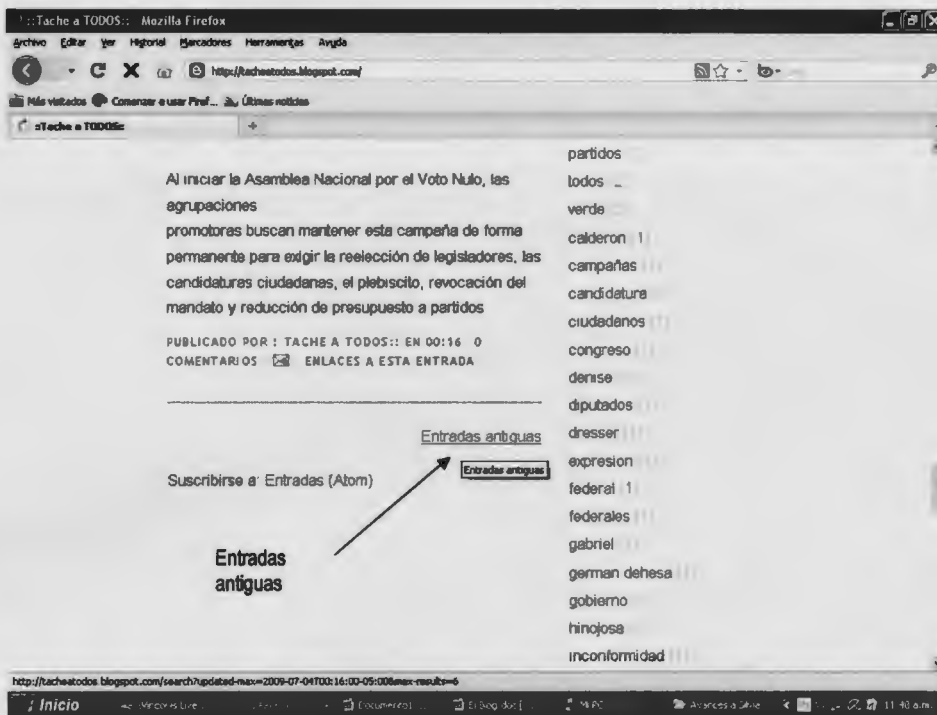 ::Tache a TODOS:: Mozilla Firefox
Archivo Editar Ver Historial Marcadores Herramientas Ayuda
http://tacheatodos.blogspot.com/
Más visitados Comenzar a usar Firef... Últimas noticias
::Tache a TODOS::
Al iniciar la Asamblea Nacional por el Voto Nulo, las
agrupaciones
promotoras buscan mantener esta campaña de forma
permanente para exigir la reelección de legisladores, las
candidaturas ciudadanas, el plebiscito, revocación del
mandato y reducción de presupuesto a partidos
PUBLICADO POR : TACHE A TODOS:: EN 00:16 0
COMENTARIOS ENLACES A ESTA ENTRADA
Entradas antiguas
Entradas antiguas
Suscribirse a: Entradas (Atom)
Entradas
antiguas
partidos
todos
verde
calderon 1
campañas
candidatura
ciudadanos
congreso
denise
diputados
dresser
expresion
federal 1
federales
gabriel
german dehesa
gobierno
hinojosa
inconformidad
http://tacheatodos.blogspot.com/search?updated-max=2009-07-04T00:16:00-05:00&max-results=6
Inicio
Mi PC
11:40 a.m.